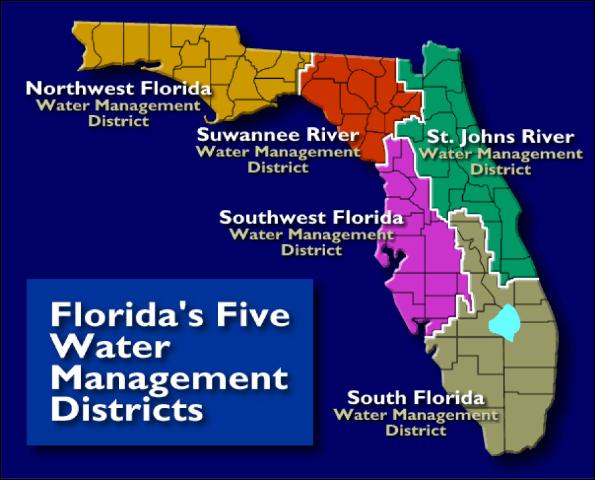 Northwest Florida
Water Management
District
Suwannee River
Water Management
District
St. Johns River
Water Management
District
Southwest Florida
Water Management
District
Florida's Five
Water
Management
Districts
South Florida
Water Management
District